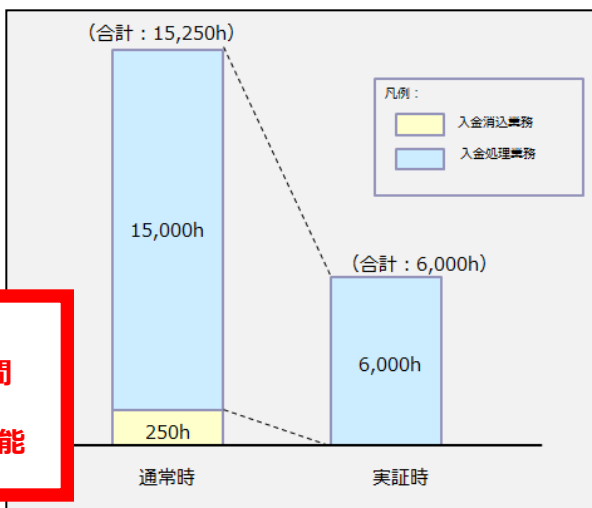 （合計：15,250h）
凡例：
入金消込業務
入金処理業務
15,000h
（合計：6,000h）
6,000h
間
能
250h
通常時
実証時